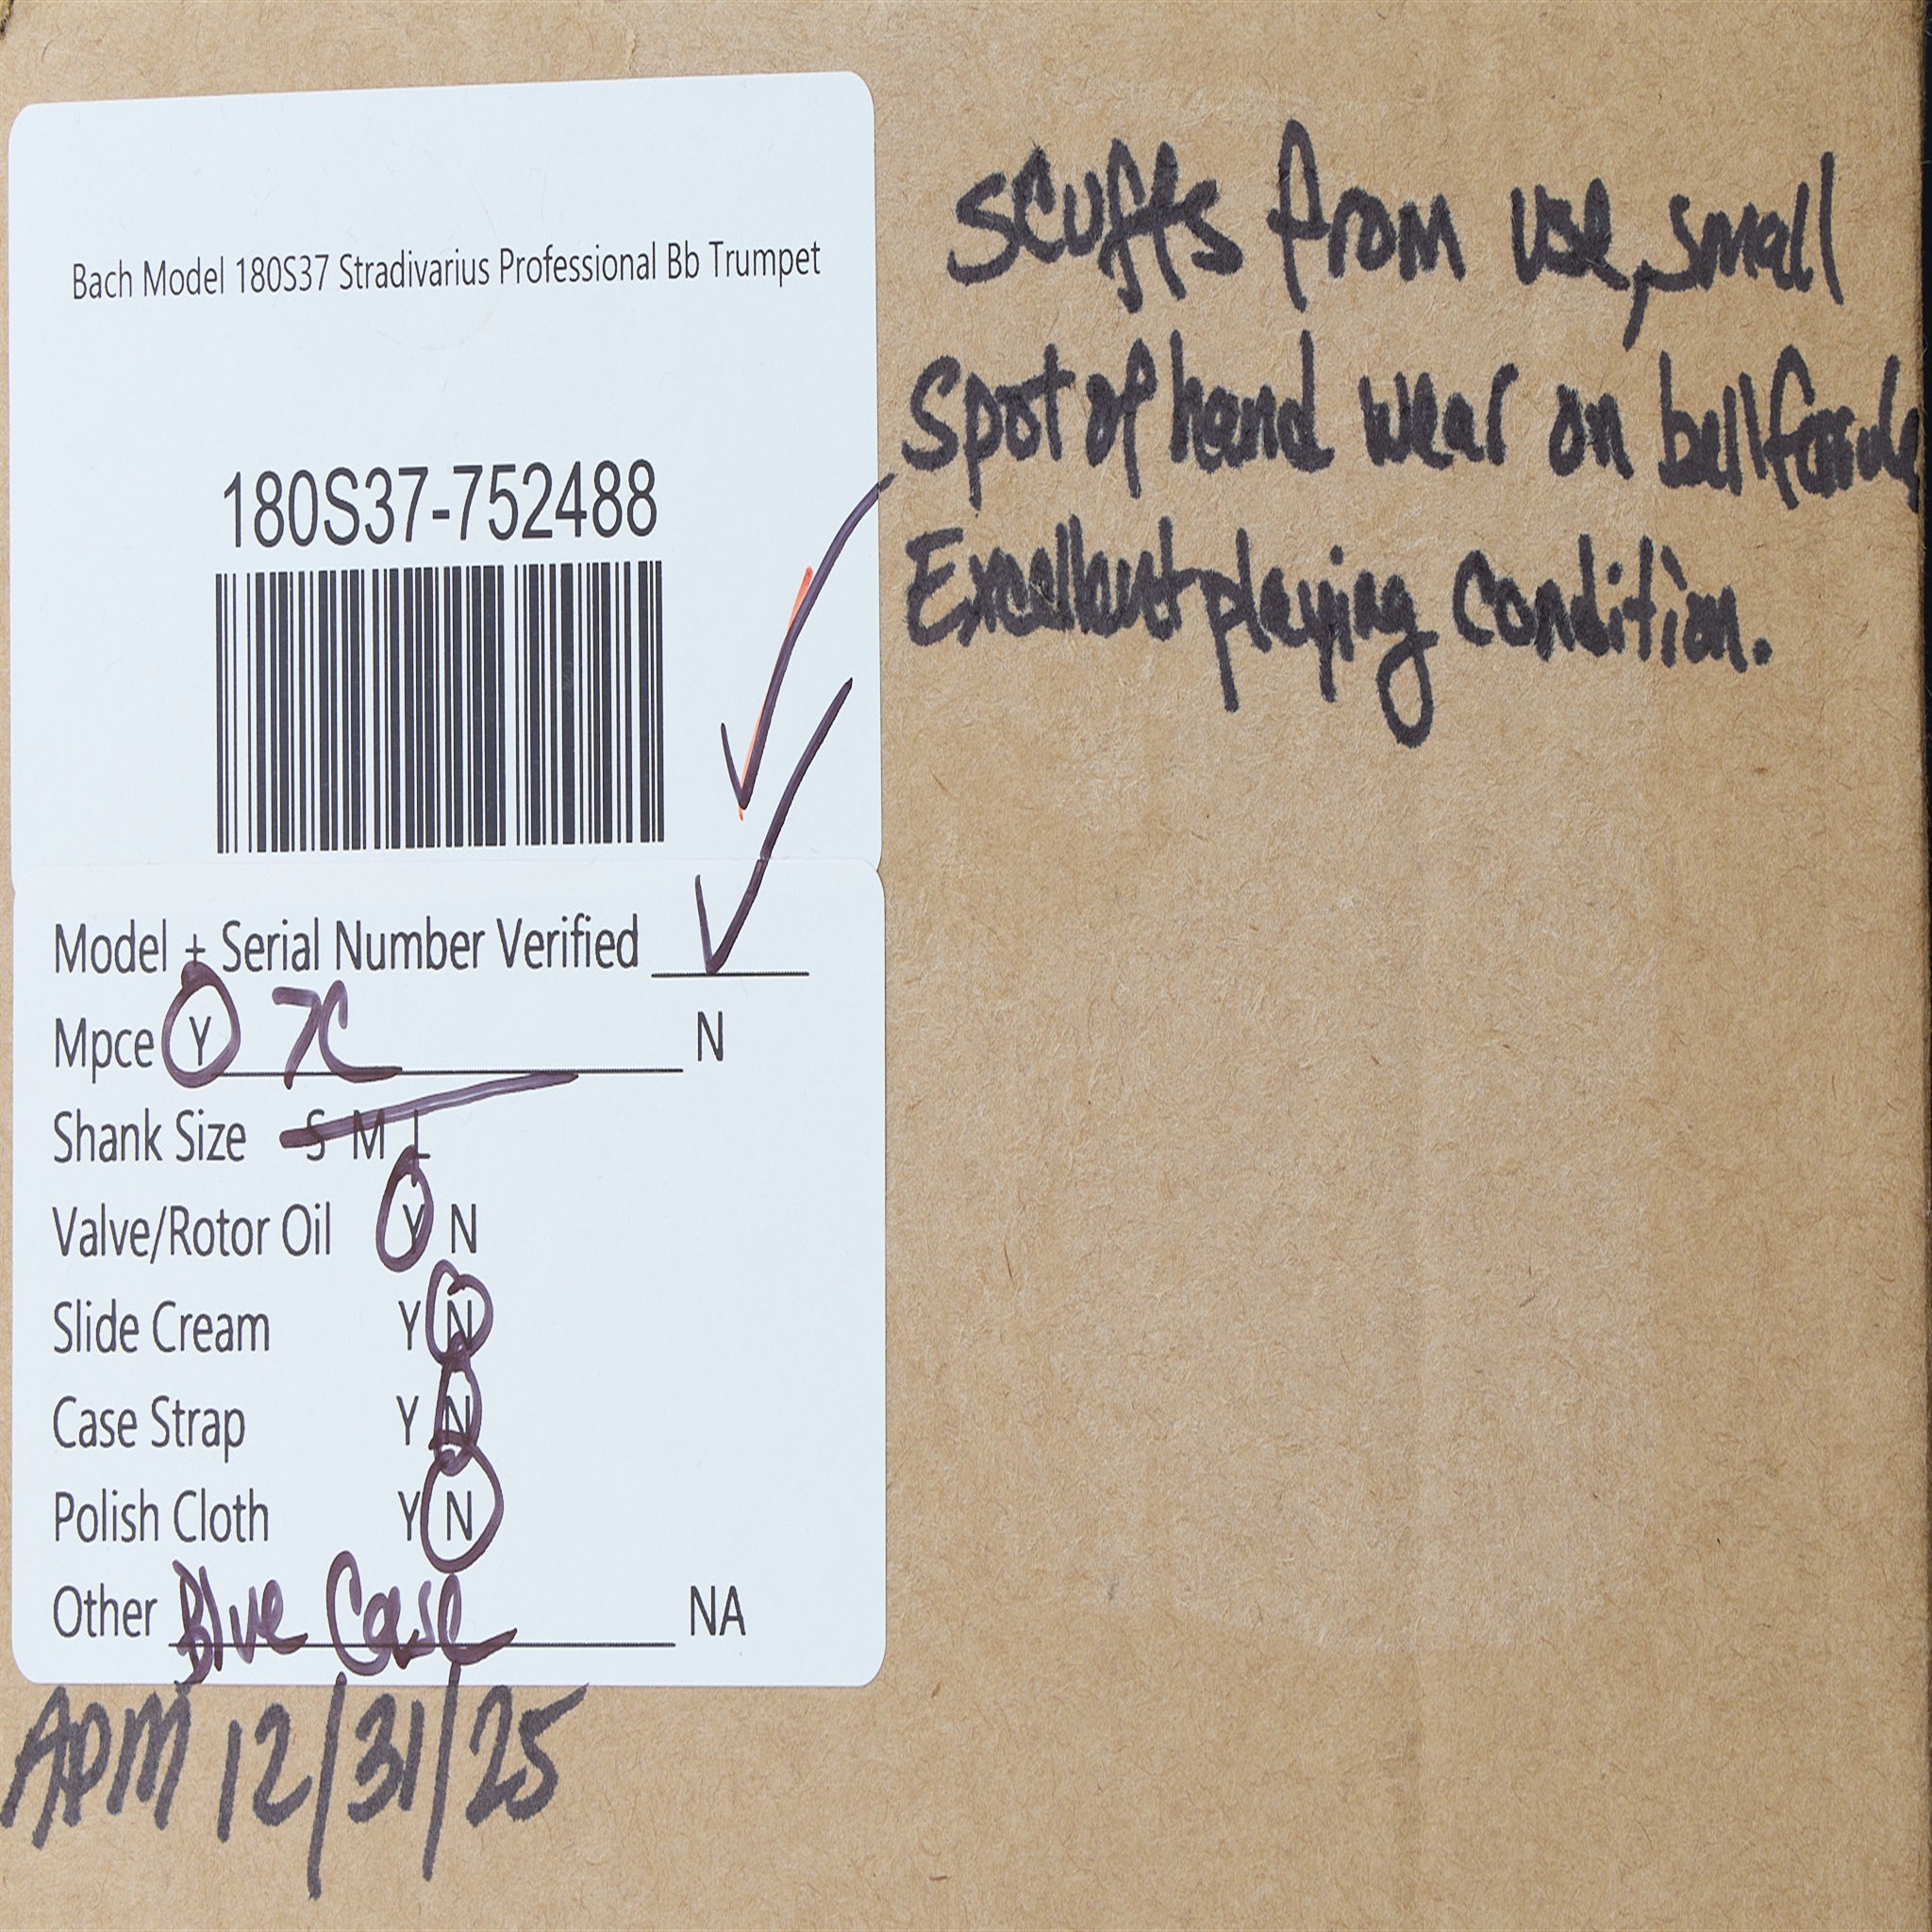 Bach Model 180S37 Stradivarius Professional Bb Trumpet
180S37-752488
Model + Serial Number Verified
Mpce Y 7C N
Shank Size S M L
Valve/Rotor Oil Y N
Slide Cream Y N
Case Strap Y N
Polish Cloth Y N
Other Blue Case NA
APM 12/31/25
Scuffs from use, small
Spot of hand wear on bell
Excellent playing condition.